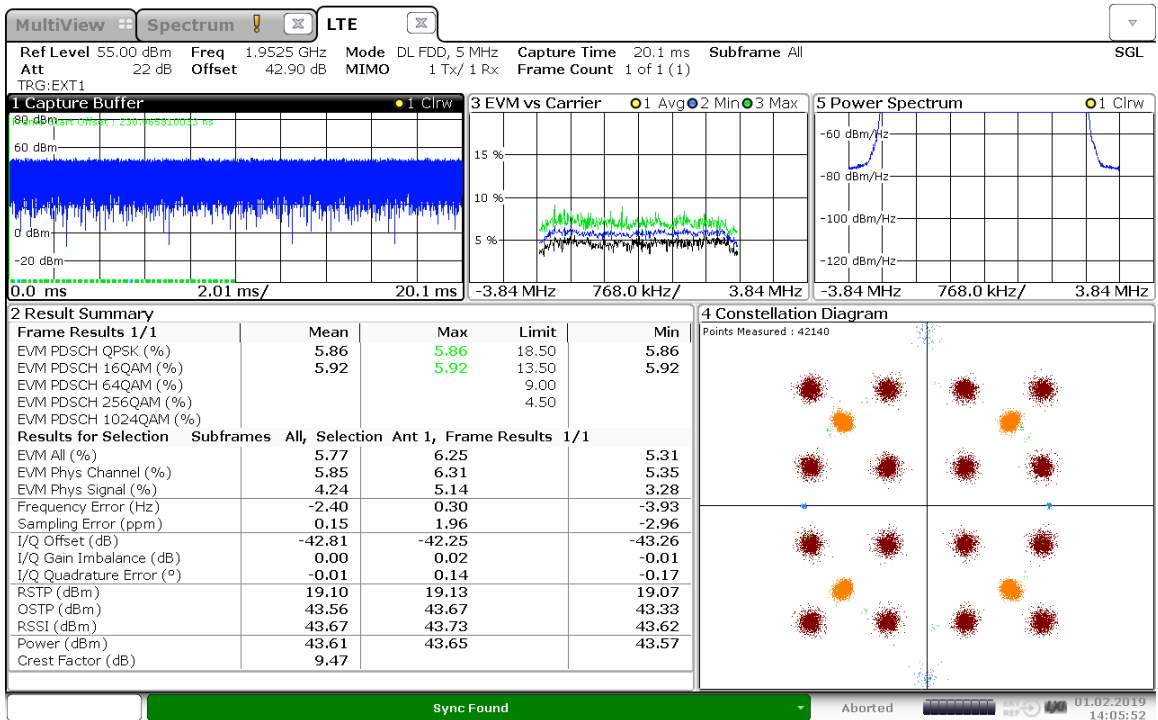 MultiView Spectrum ! LTE
Ref Level 55.00 dBm Freq 1.9525 GHz Mode DL FDD, 5 MHz Capture Time 20.1 ms Subframe All SGL
Att 22 dB Offset 42.90 dB MIMO 1 Tx/ 1 Rx Frame Count 1 of 1 (1)
TRG:EXT1
1 Capture Buffer 1 Clrw
80 dBm
Frame Start Offset : 230.965810033 ms
60 dBm
0 dBm
-20 dBm
0.0 ms 2.01 ms/ 20.1 ms
3 EVM vs Carrier 1 Avg 2 Min 3 Max
15 %
10 %
5 %
-3.84 MHz 768.0 kHz/ 3.84 MHz
5 Power Spectrum 1 Clrw
-60 dBm/Hz
-80 dBm/Hz
-100 dBm/Hz
-120 dBm/Hz
-3.84 MHz 768.0 kHz/ 3.84 MHz
2 Result Summary
Frame Results 1/1 Mean Max Limit Min
EVM PDSCH QPSK (%) 5.86 5.86 18.50 5.86
EVM PDSCH 16QAM (%) 5.92 5.92 13.50 5.92
EVM PDSCH 64QAM (%) 9.00
EVM PDSCH 256QAM (%) 4.50
EVM PDSCH 1024QAM (%)
Results for Selection Subframes All, Selection Ant 1, Frame Results 1/1
EVM All (%) 5.77 6.25 5.31
EVM Phys Channel (%) 5.85 6.31 5.35
EVM Phys Signal (%) 4.24 5.14 3.28
Frequency Error (Hz) -2.40 0.30 -3.93
Sampling Error (ppm) 0.15 1.96 -2.96
I/Q Offset (dB) -42.81 -42.25 -43.26
I/Q Gain Imbalance (dB) 0.00 0.02 -0.01
I/Q Quadrature Error (°) -0.01 0.14 -0.17
RSTP (dBm) 19.10 19.13 19.07
OSTP (dBm) 43.56 43.67 43.33
RSSI (dBm) 43.67 43.73 43.62
Power (dBm) 43.61 43.65 43.57
Crest Factor (dB) 9.47
4 Constellation Diagram
Points Measured : 42140
Sync Found
Aborted
EXT
REF
LXI
01.02.2019
14:05:52